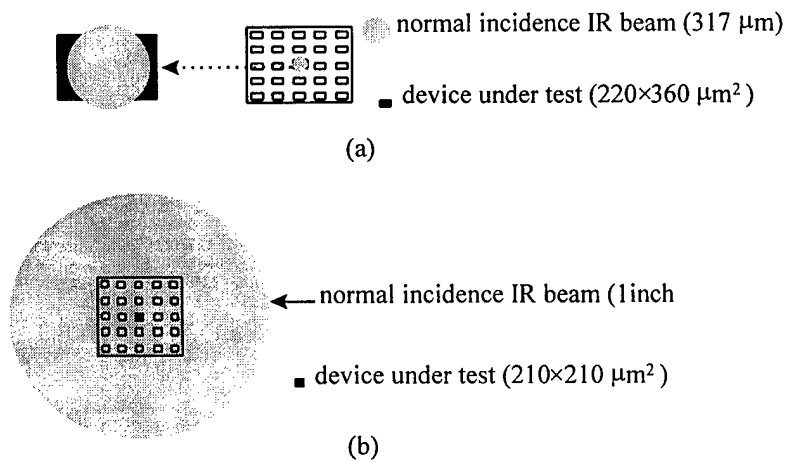 normal incidence IR beam (317 μm)
device under test (220×360 μm²)
(a)
normal incidence IR beam (1inch
device under test (210×210 μm²)
(b)